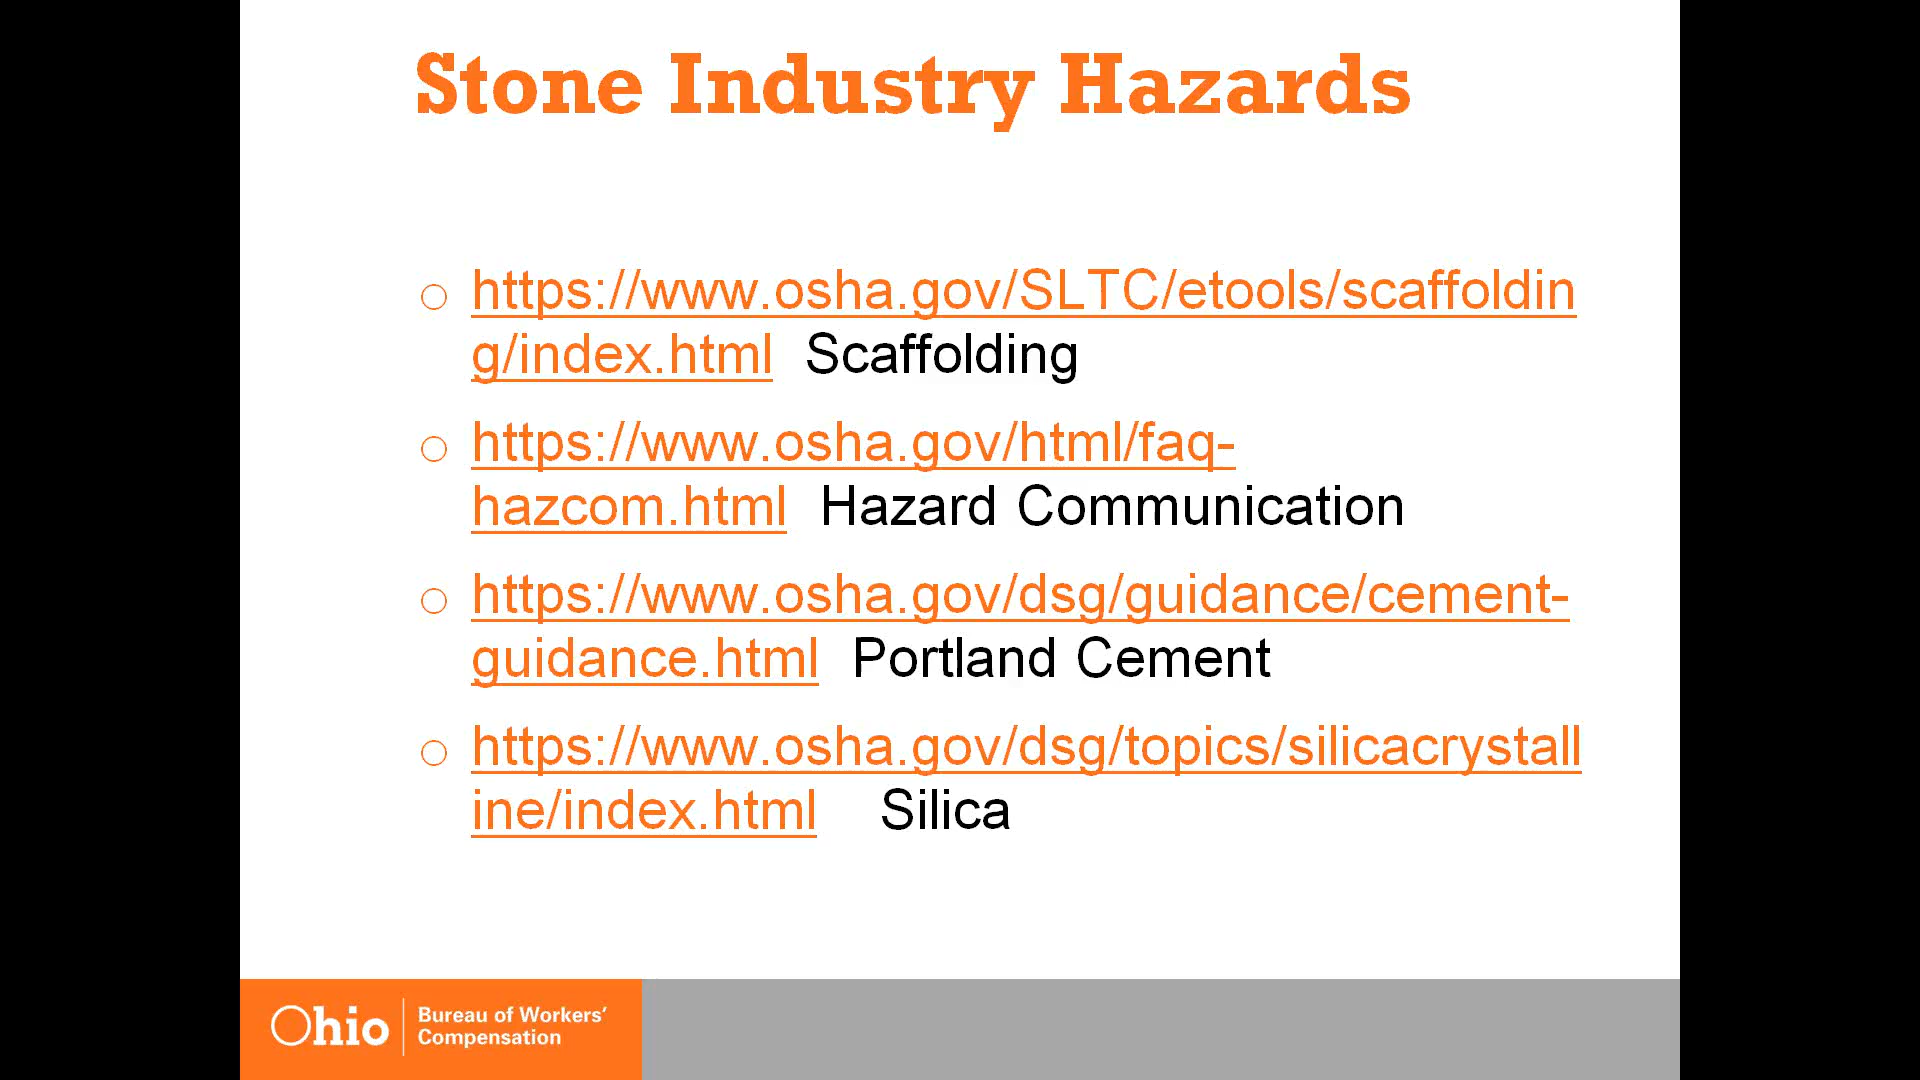 Stone Industry Hazards
○ https://www.osha.gov/SLTC/etools/scaffoldin
g/index.html Scaffolding
○ https://www.osha.gov/html/faq-
hazcom.html Hazard Communication
○ https://www.osha.gov/dsg/guidance/cement-
guidance.html Portland Cement
○ https://www.osha.gov/dsg/topics/silicacrystall
ine/index.html Silica
Ohio
Bureau of Workers'
Compensation